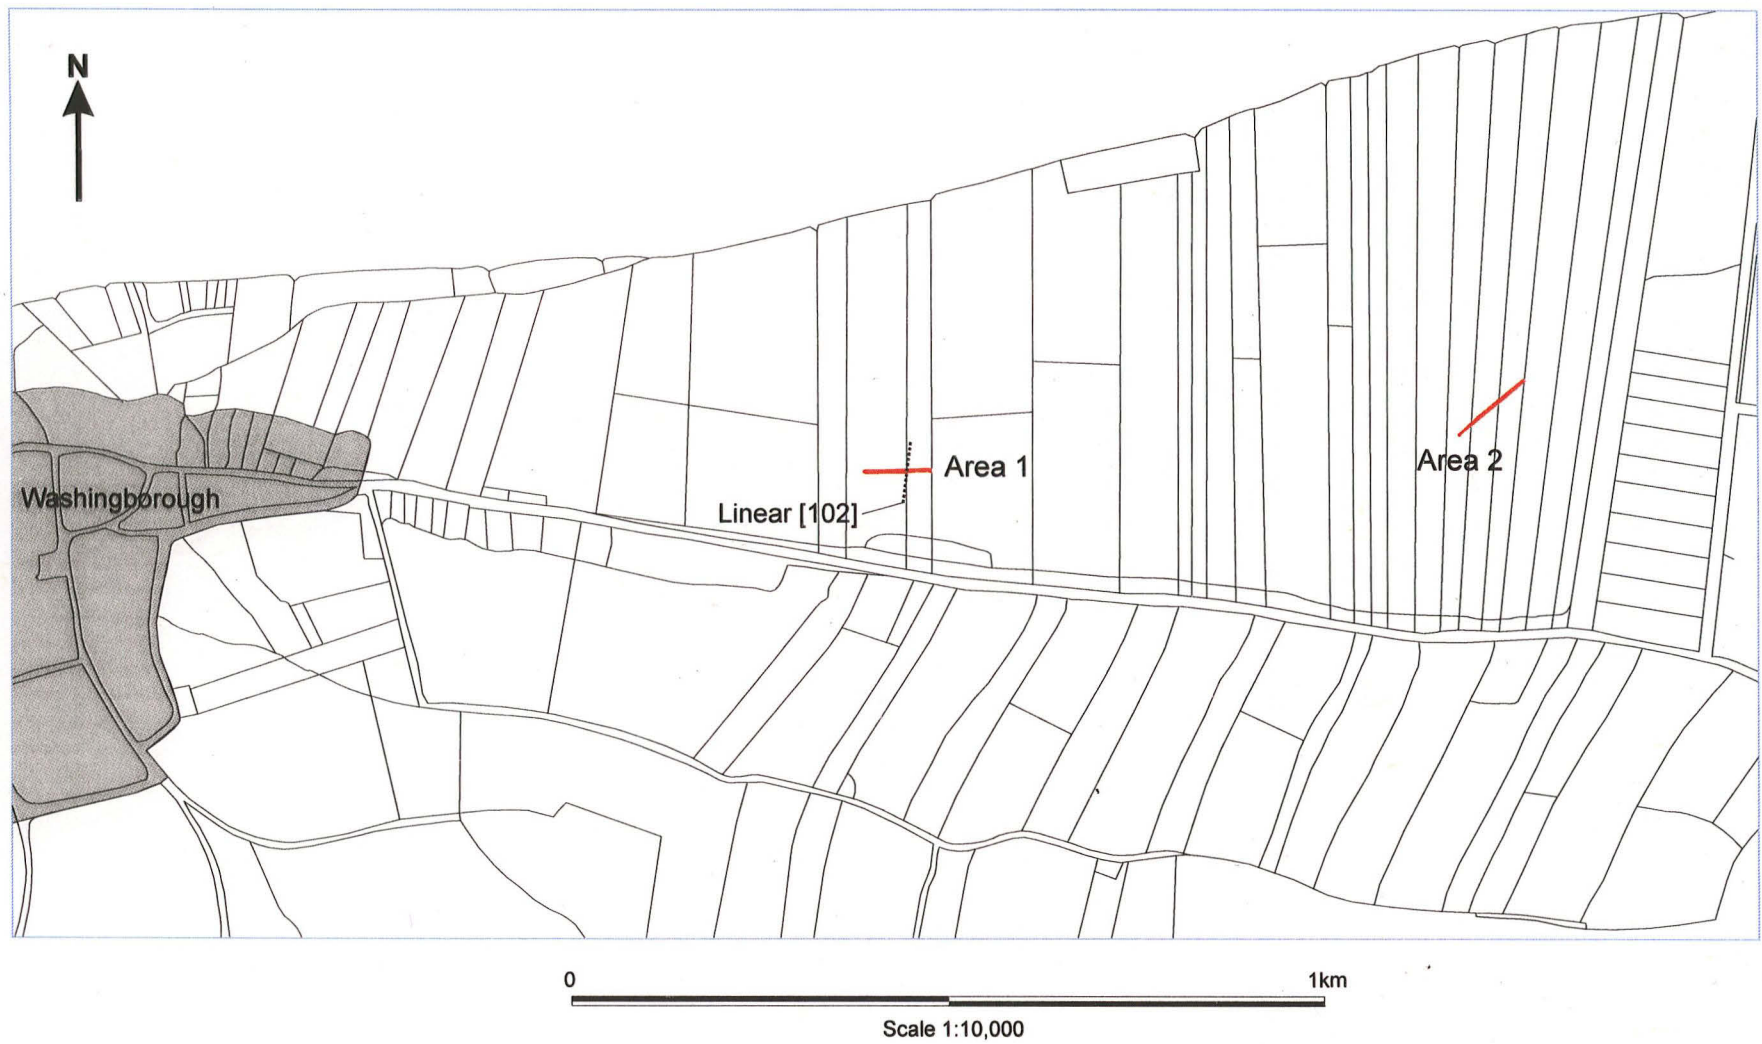 N
Area 1
Area 2
Washingborough
Linear [102]
0 1km
Scale 1:10,000